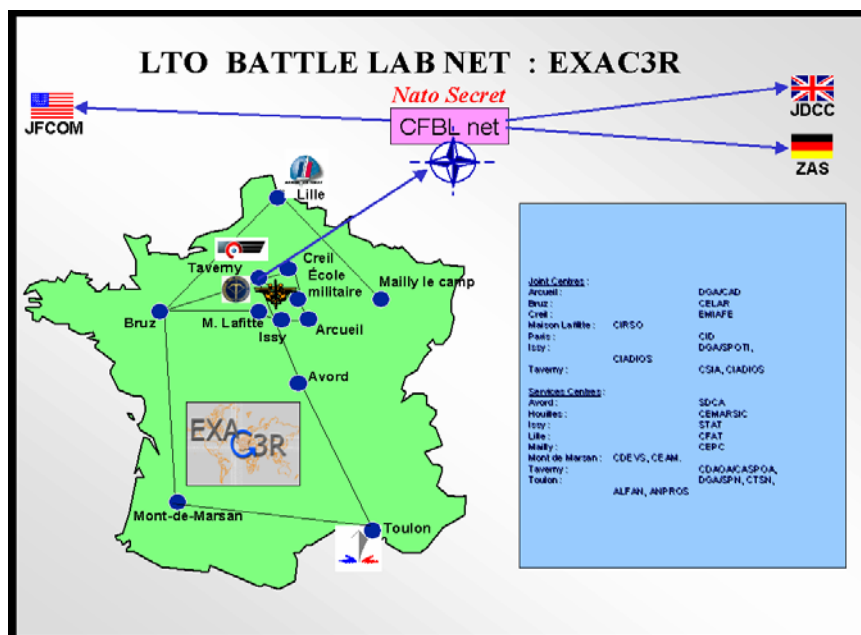 LTO BATTLE LAB NET : EXAC3R
Nato Secret
CFBL net
JFCOM
JDCC
ZAS
Lille
Taverny
Creil
École
militaire
Mailly le camp
Bruz
M. Lafitte
Issy
Arcueil
Avord
EXAC3R
Mont-de-Marsan
Toulon
Joint Centres :
Arcueil : DGA/CAD
Bruz : CELAR
Creil : EMIAFE
Maison Lafitte : CIRSO
Paris : CID
Issy : DGA/SPOTI,
CIADIOS
Taverny : CSIA, CIADIOS
Services Centres :
Avord : SDCA
Houilles : CEMARSIC
Issy : STAT
Lille : CFAT
Mailly : CEPC
Mont de Marsan : CDEVS, CEAM.
Taverny : CDAOA/CASPOA,
Toulon : DGA/SPN, CTSN,
ALFAN, ANPROS